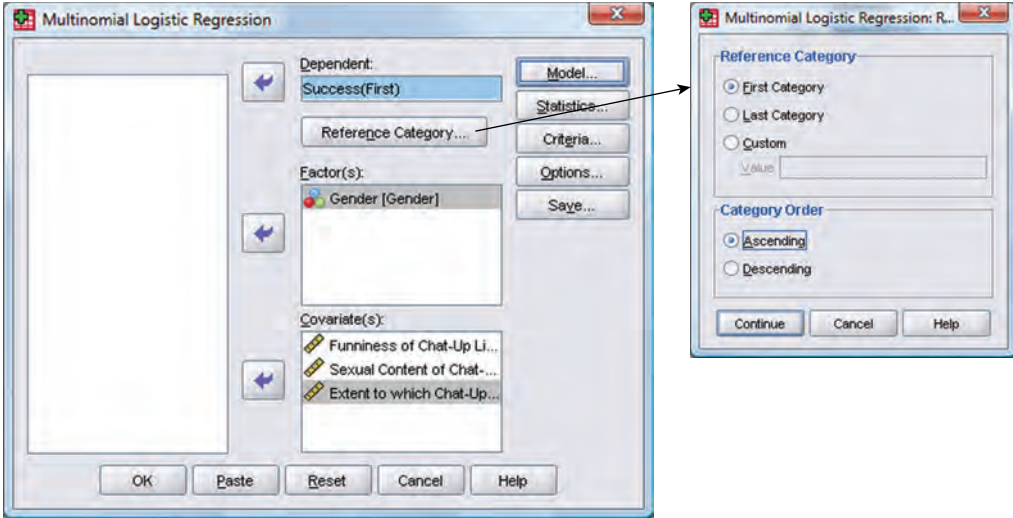 Multinomial Logistic Regression
Dependent:
Success(First)
Reference Category...
Factor(s):
Gender [Gender]
Covariate(s):
Funniness of Chat-Up Li...
Sexual Content of Chat-...
Extent to which Chat-Up...
Model...
Statistics...
Criteria...
Options...
Save...
OK
Paste
Reset
Cancel
Help
Multinomial Logistic Regression: R...
Reference Category
First Category
Last Category
Custom
Value
Category Order
Ascending
Descending
Continue
Cancel
Help